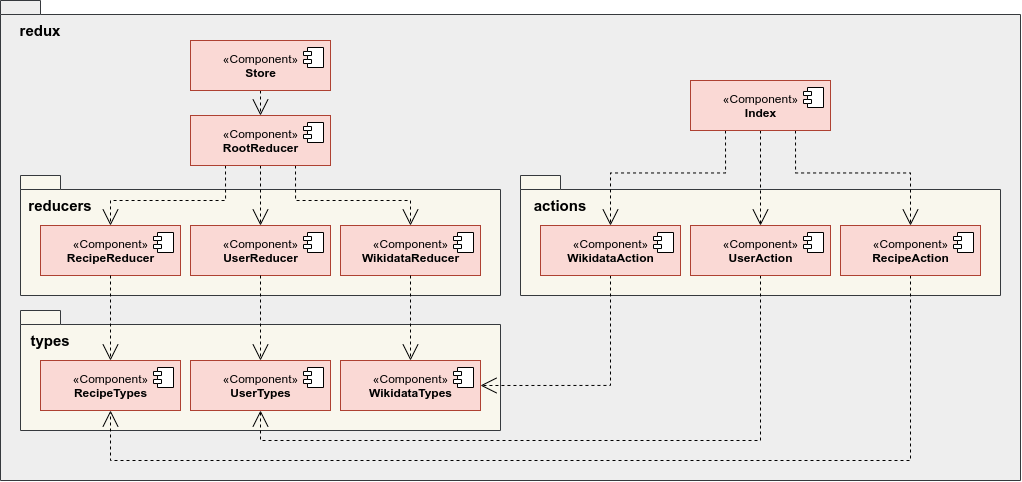 redux
«Component»
Store
«Component»
Index
«Component»
RootReducer
reducers
«Component»
RecipeReducer
«Component»
UserReducer
«Component»
WikidataReducer
actions
«Component»
WikidataAction
«Component»
UserAction
«Component»
RecipeAction
types
«Component»
RecipeTypes
«Component»
UserTypes
«Component»
WikidataTypes